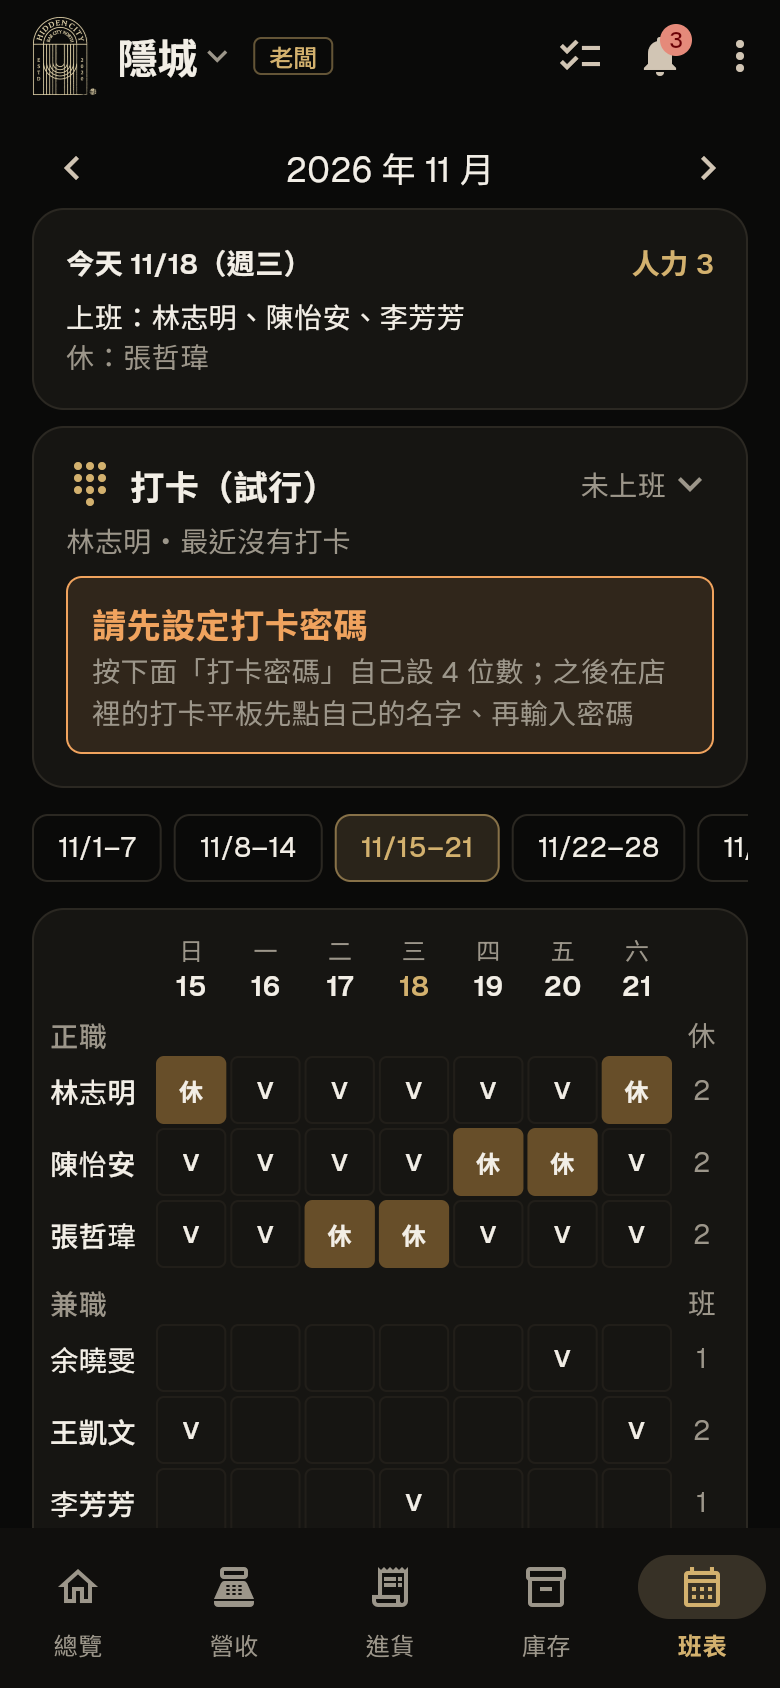 HIDDENCITY
隱城
老闆
3
2026 年 11 月
今天 11/18（週三）
人力 3
上班：林志明、陳怡安、李芳芳
休：張哲瑋
打卡（試行）
未上班
林志明・最近沒有打卡
請先設定打卡密碼
按下面「打卡密碼」自己設 4 位數；之後在店
裡的打卡平板先點自己的名字、再輸入密碼
11/1–7 11/8–14 11/15–21 11/22–28 11/
日 一 二 三 四 五 六
15 16 17 18 19 20 21
正職 休
林志明 休 V V V V V 休 2
陳怡安 V V V V 休 休 V 2
張哲瑋 V V 休 休 V V V 2
兼職 班
余曉雯 V 1
王凱文 V V 2
李芳芳 V 1
總覽 營收 進貨 庫存 班表